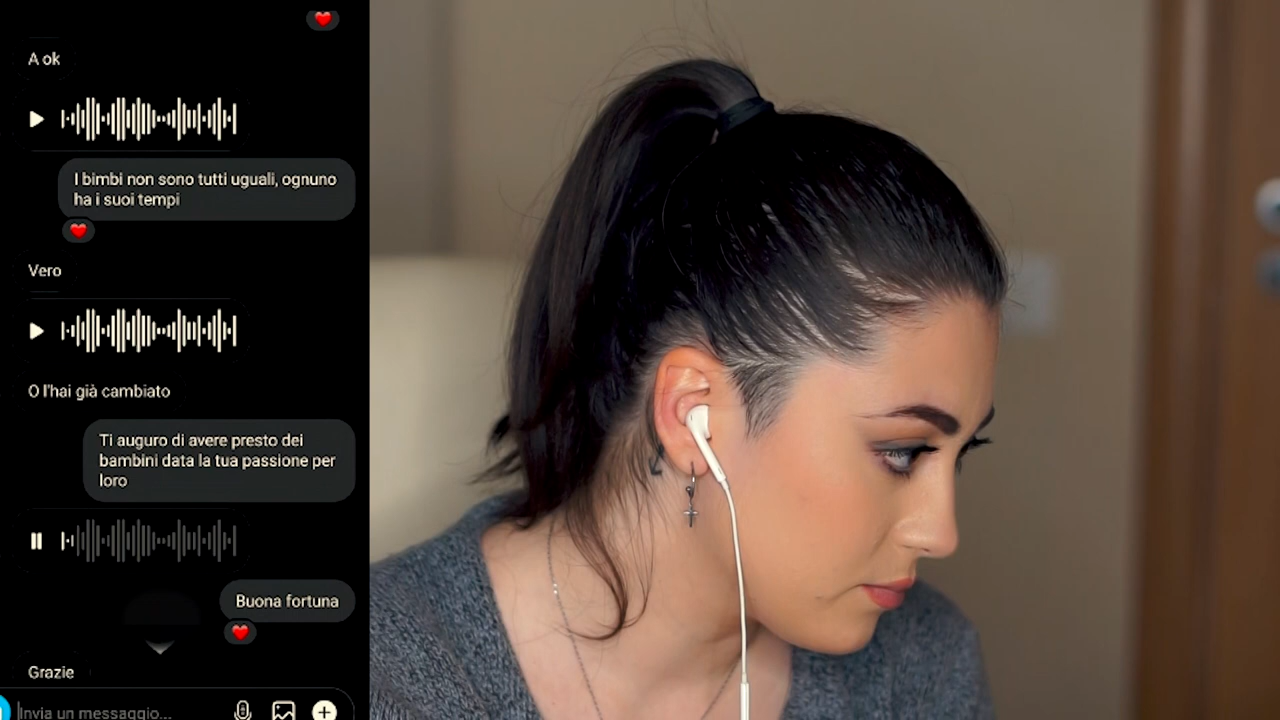 A ok
I bimbi non sono tutti uguali, ognuno
ha i suoi tempi
Vero
O l'hai già cambiato
Ti auguro di avere presto dei
bambini data la tua passione per
loro
Buona fortuna
Grazie
Invia un messaggio...